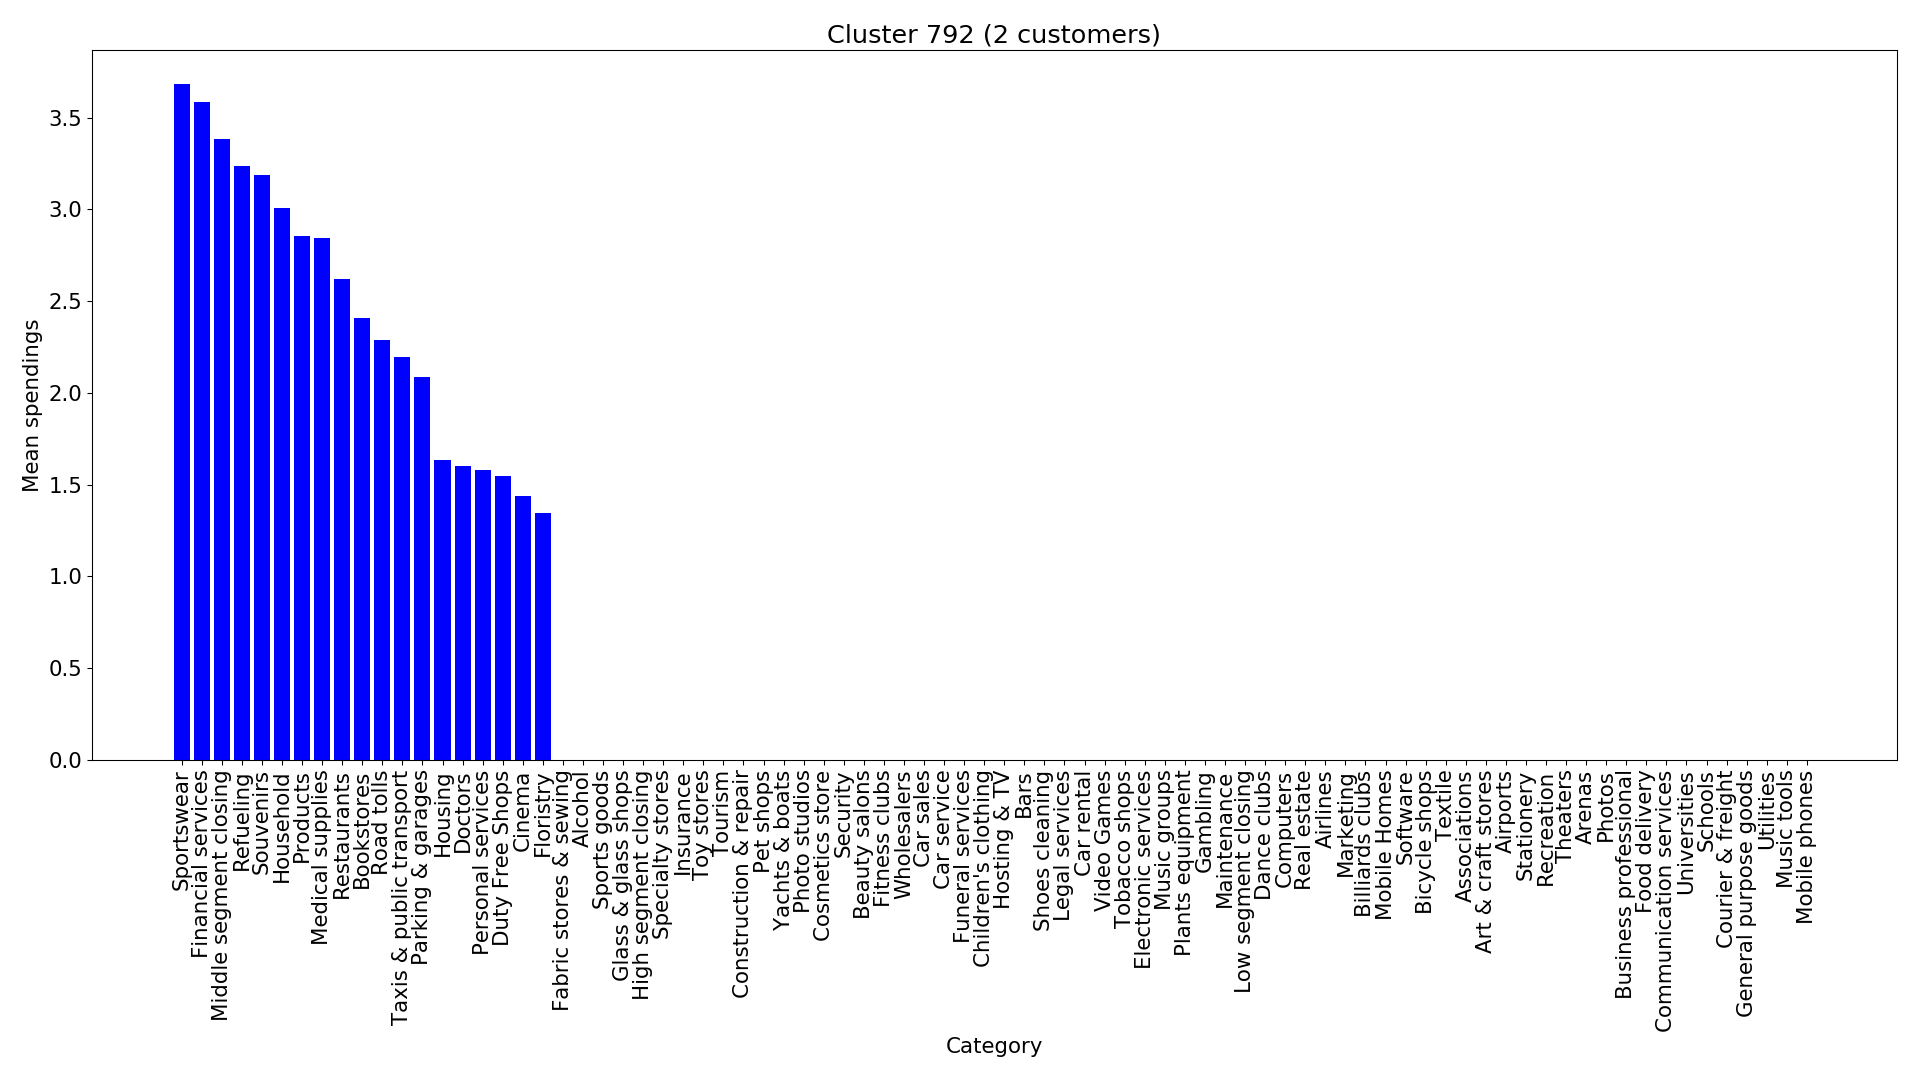 Cluster 792 (2 customers)
Mean spendings
3.5
3.0
2.5
2.0
1.5
1.0
0.5
0.0
Sportswear
Financial services
Middle segment closing
Refueling
Souvenirs
Household
Products
Medical supplies
Restaurants
Bookstores
Road tolls
Taxis & public transport
Parking & garages
Housing
Doctors
Personal services
Duty Free Shops
Cinema
Floristry
Fabric stores & sewing
Alcohol
Sports goods
Glass & glass shops
High segment closing
Specialty stores
Insurance
Toy stores
Tourism
Construction & repair
Pet shops
Yachts & boats
Photo studios
Cosmetics store
Security
Beauty salons
Fitness clubs
Wholesalers
Car sales
Car service
Funeral services
Children's clothing
Hosting & TV
Bars
Shoes cleaning
Legal services
Car rental
Video Games
Tobacco shops
Electronic services
Music groups
Plants equipment
Gambling
Maintenance
Low segment closing
Dance clubs
Computers
Real estate
Airlines
Marketing
Billiards clubs
Mobile Homes
Software
Bicycle shops
Textile
Associations
Art & craft stores
Airports
Stationery
Recreation
Theaters
Arenas
Photos
Business professional
Food delivery
Communication services
Universities
Schools
Courier & freight
General purpose goods
Utilities
Music tools
Mobile phones
Category